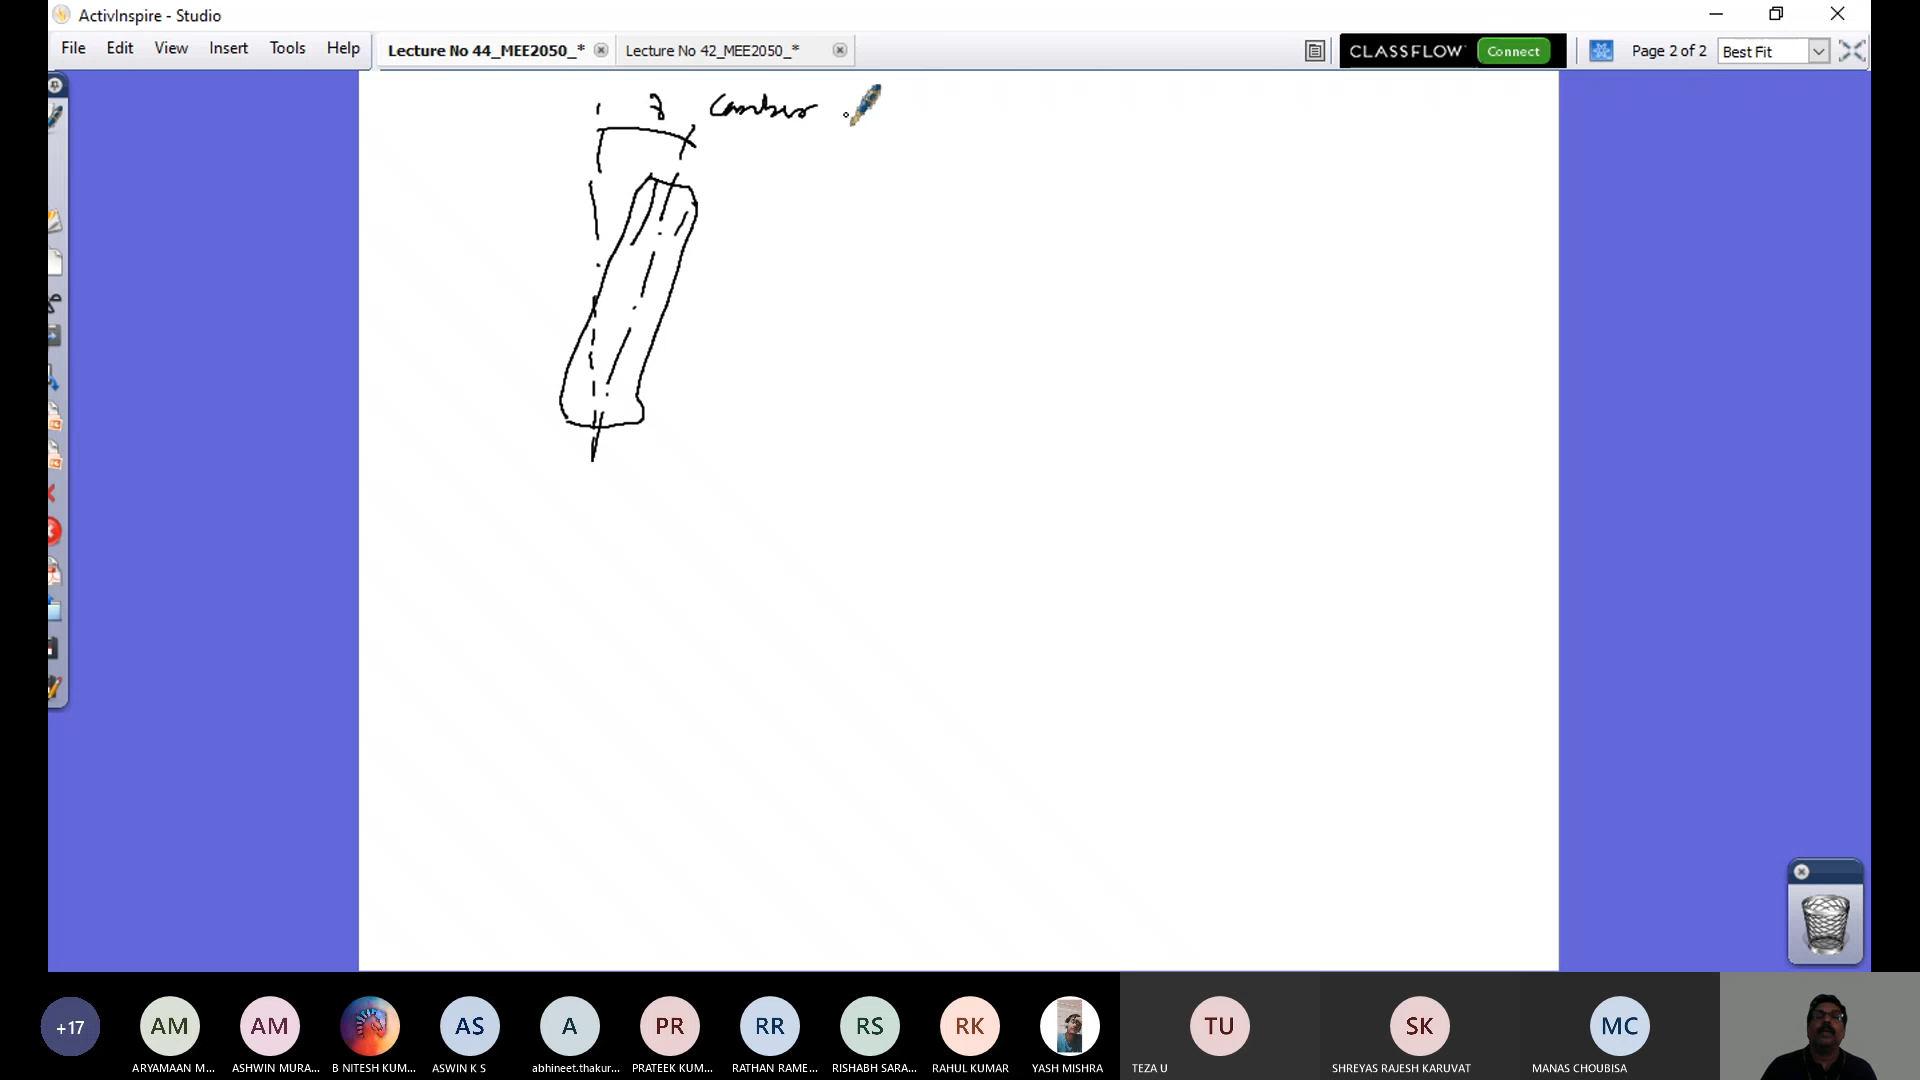 ActivInspire - Studio
File Edit View Insert Tools Help
Lecture No 44_MEE2050_* Lecture No 42_MEE2050_*
CLASSFLOW Connect Page 2 of 2 Best Fit
γ Camber
+17 AM AM AS A PR RR RS RK TU SK MC
ARYAMAAN M... ASHWIN MURA... B NITESH KUM... ASWIN K S abhineet.thakur... PRATEEK KUM... RATHAN RAME... RISHABH SARA... RAHUL KUMAR YASH MISHRA TEZA U SHREYAS RAJESH KARUVAT MANAS CHOUBISA